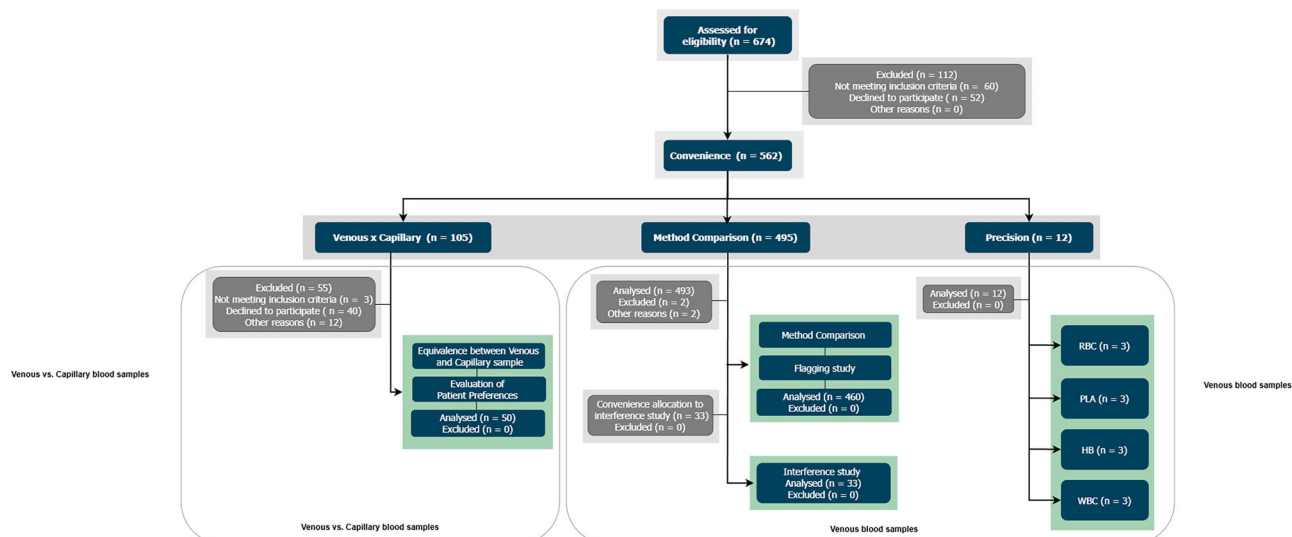 Assessed for
eligibility (n = 674)
Excluded (n = 112)
Not meeting inclusion criteria (n = 60)
Declined to participate ( n = 52)
Other reasons (n = 0)
Convenience (n = 562)
Venous x Capillary (n = 105)
Method Comparison (n = 495)
Precision (n = 12)
Excluded (n = 55)
Not meeting inclusion criteria (n = 3)
Declined to participate ( n = 40)
Other reasons (n = 12)
Equivalence between Venous
and Capillary sample
Evaluation of
Patient Preferences
Analysed (n = 50)
Excluded (n = 0)
Venous vs. Capillary blood samples
Venous vs. Capillary blood samples
Analysed (n = 493)
Excluded (n = 2)
Other reasons (n = 2)
Method Comparison
Flagging study
Analysed (n = 460)
Excluded (n = 0)
Convenience allocation to
interference study (n = 33)
Excluded (n = 0)
Interference study
Analysed (n = 33)
Excluded (n = 0)
Analysed (n = 12)
Excluded (n = 0)
RBC (n = 3)
PLA (n = 3)
HB (n = 3)
WBC (n = 3)
Venous blood samples
Venous blood samples